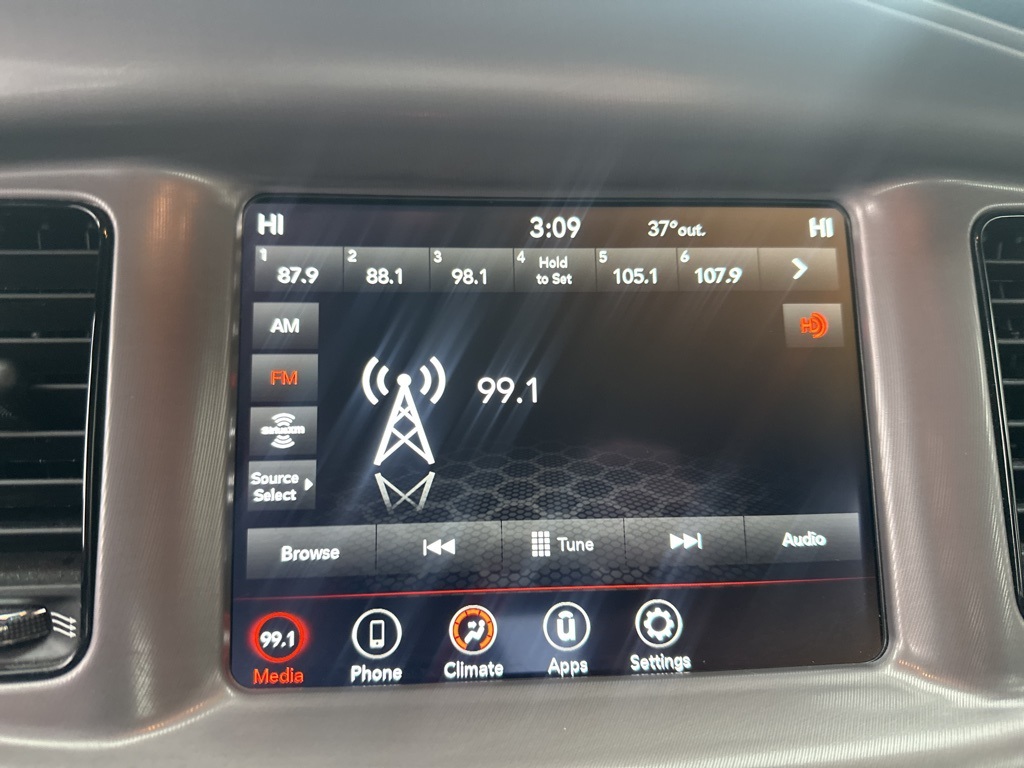 HI 3:09 37°out. HI
1 87.9 2 88.1 3 98.1 4 Hold to Set 5 105.1 6 107.9
AM
HD
FM
99.1
SiriusXM
Source
Select
Browse Tune Audio
99.1
Media Phone Climate Apps Settings